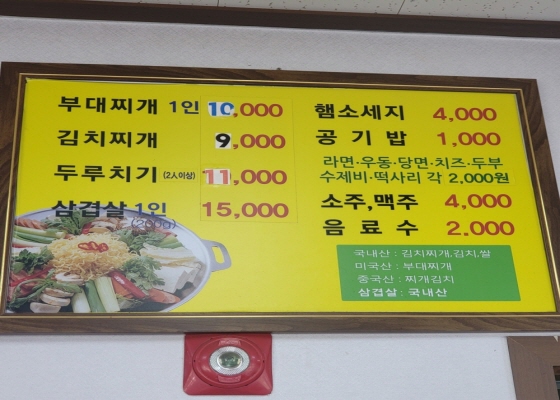 부대찌개 1인 10,000
김치찌개 9,000
두루치기 (2人이상) 11,000
삼겹살 1인 15,000
(200g)
햄소세지 4,000
공기밥 1,000
라면·우동·당면·치즈·두부
수제비·떡사리 각 2,000원
소주,맥주 4,000
음료수 2,000
국내산 : 김치찌개,김치,쌀
미국산 : 부대찌개
중국산 : 찌개김치
삼겹살 : 국내산